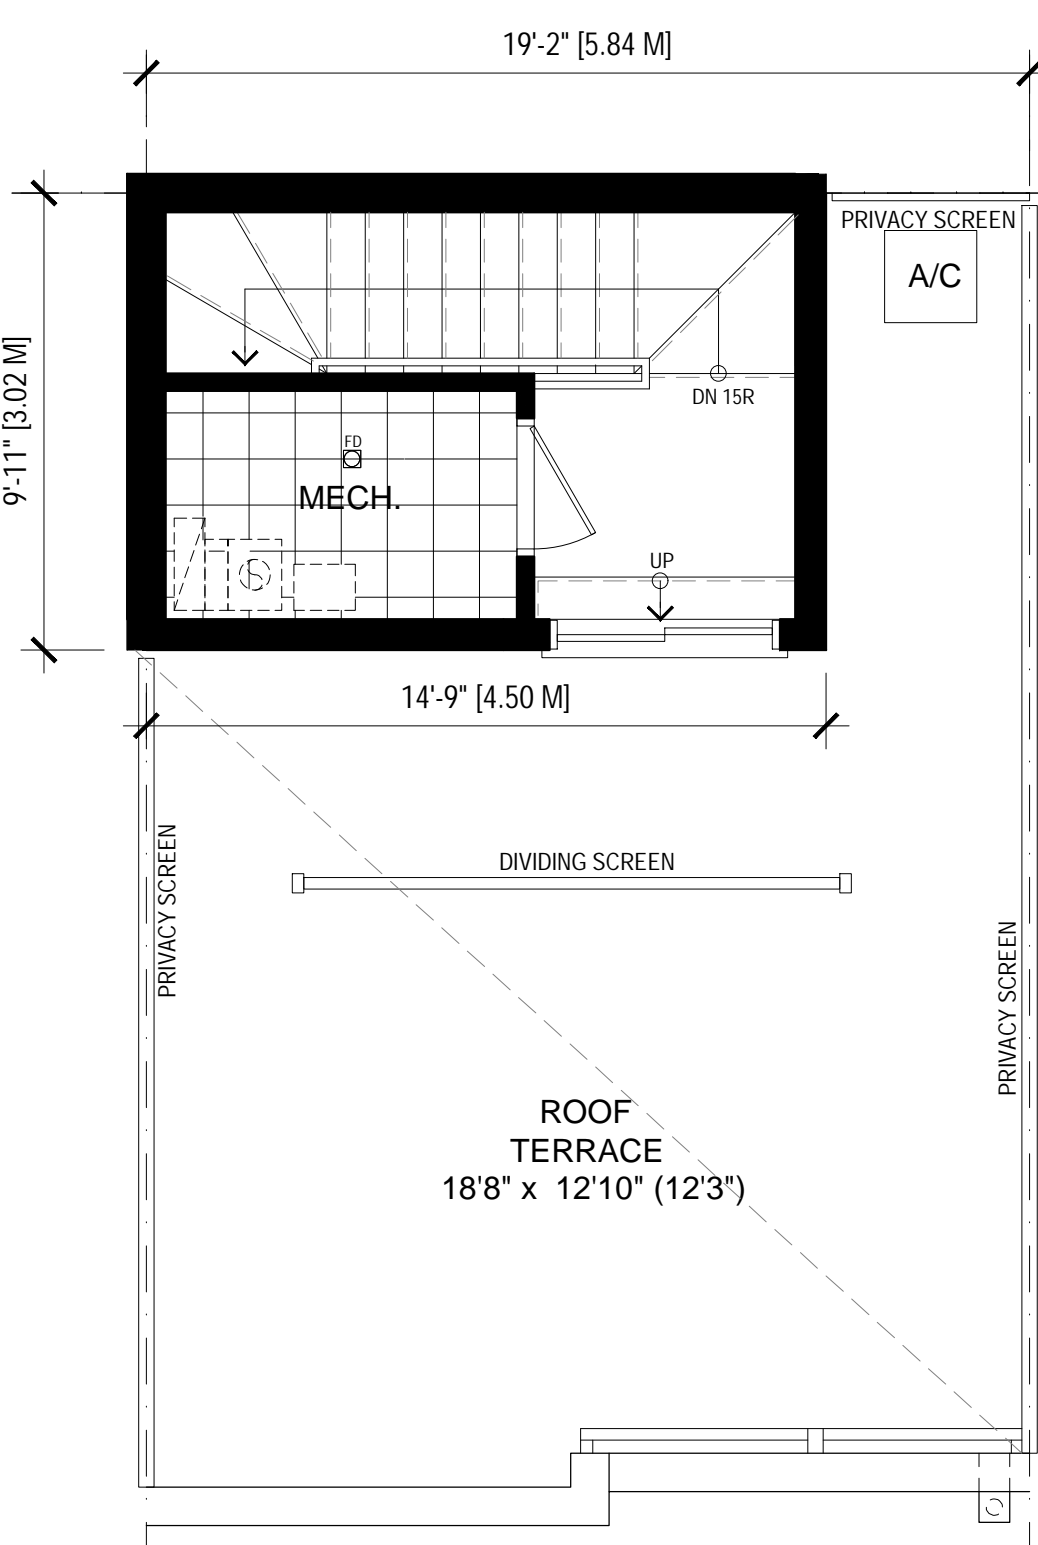 19'-2" [5.84 M]
PRIVACY SCREEN
A/C
9'-11" [3.02 M]
DN 15R
FD
MECH.
UP
14'-9" [4.50 M]
DIVIDING SCREEN
PRIVACY SCREEN
PRIVACY SCREEN
ROOF
TERRACE
18'8" x 12'10" (12'3")